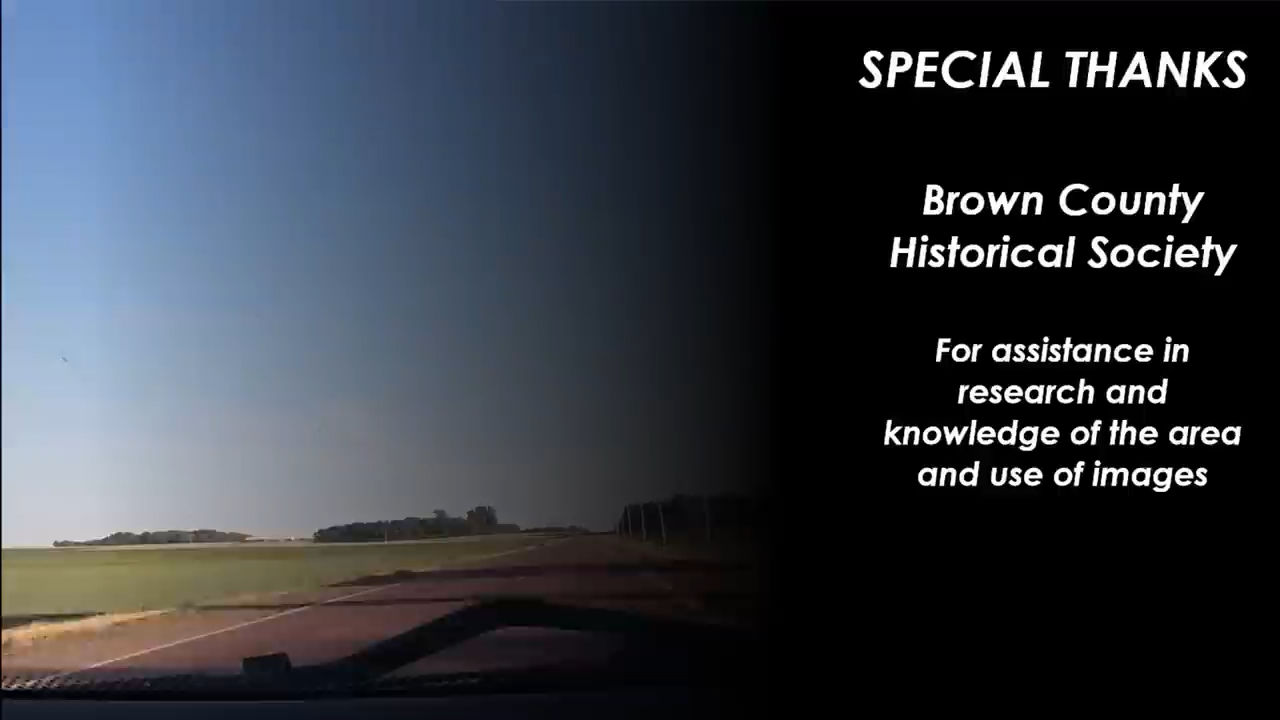 SPECIAL THANKS
Brown County
Historical Society
For assistance in
research and
knowledge of the area
and use of images